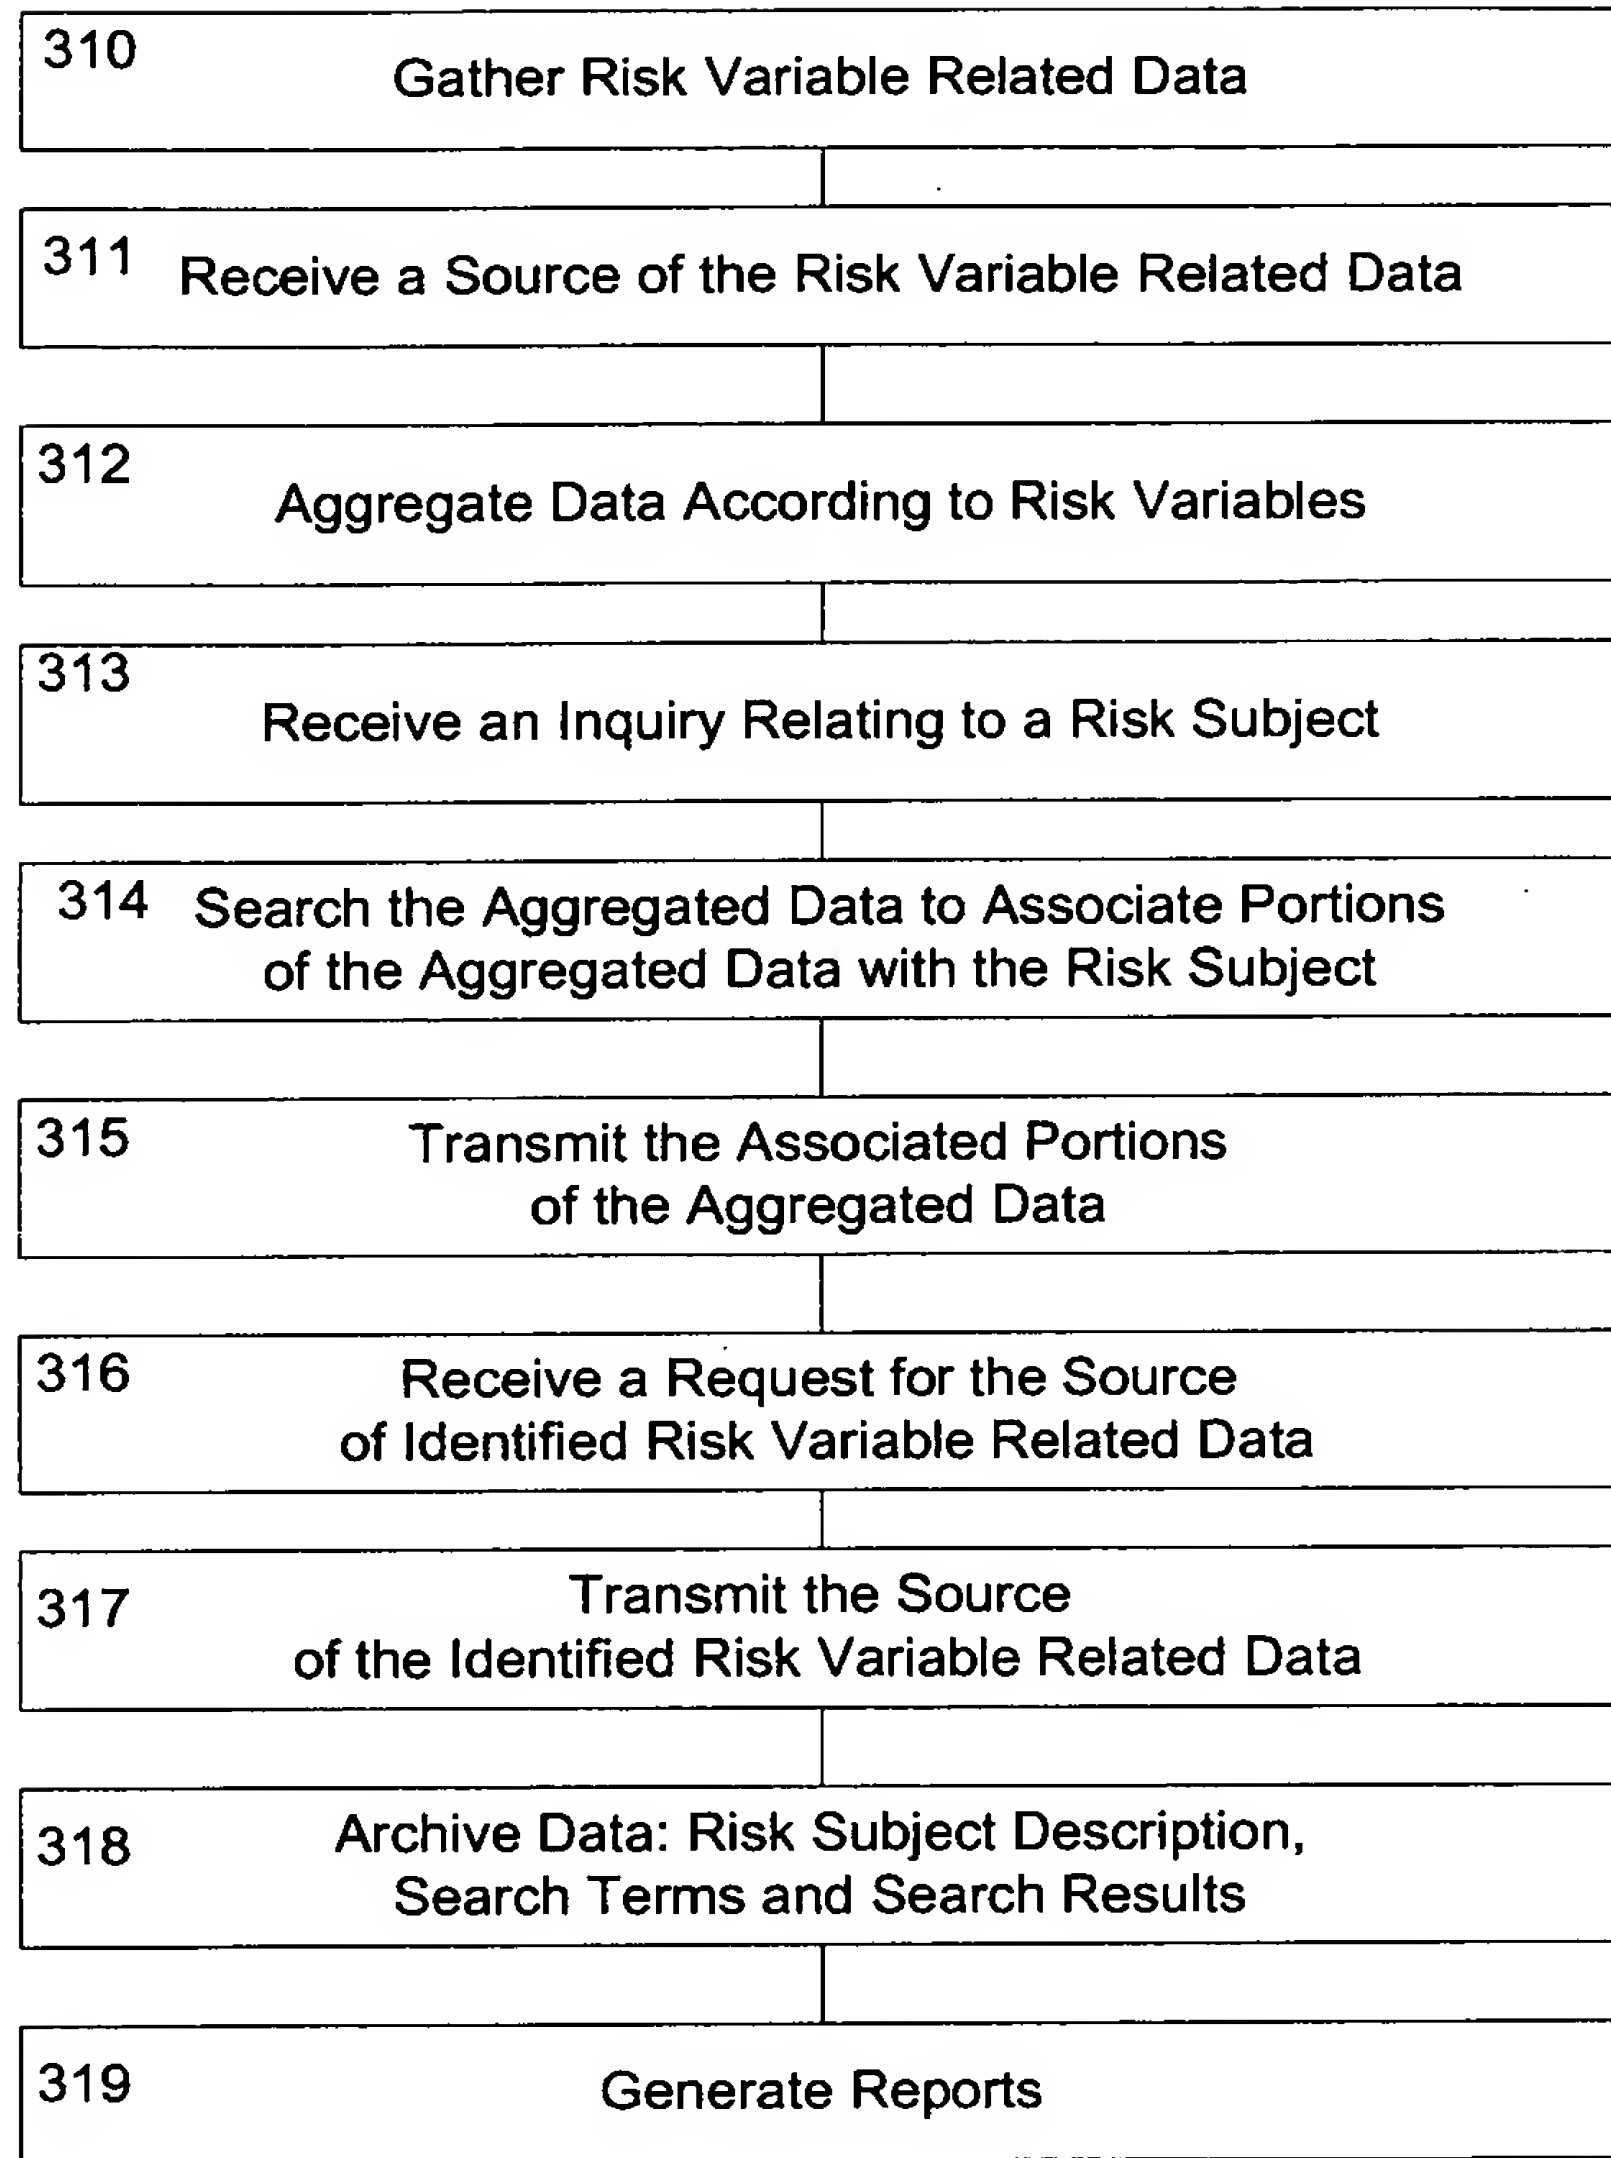 310
Gather Risk Variable Related Data
311
Receive a Source of the Risk Variable Related Data
312
Aggregate Data According to Risk Variables
313
Receive an Inquiry Relating to a Risk Subject
314
Search the Aggregated Data to Associate Portions
of the Aggregated Data with the Risk Subject
315
Transmit the Associated Portions
of the Aggregated Data
316
Receive a Request for the Source
of Identified Risk Variable Related Data
317
Transmit the Source
of the Identified Risk Variable Related Data
318
Archive Data: Risk Subject Description,
Search Terms and Search Results
319
Generate Reports